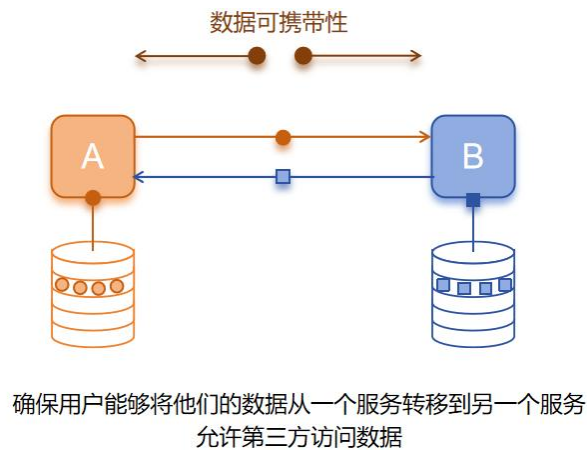 数据可携带性
A
B
确保用户能够将他们的数据从一个服务转移到另一个服务
允许第三方访问数据